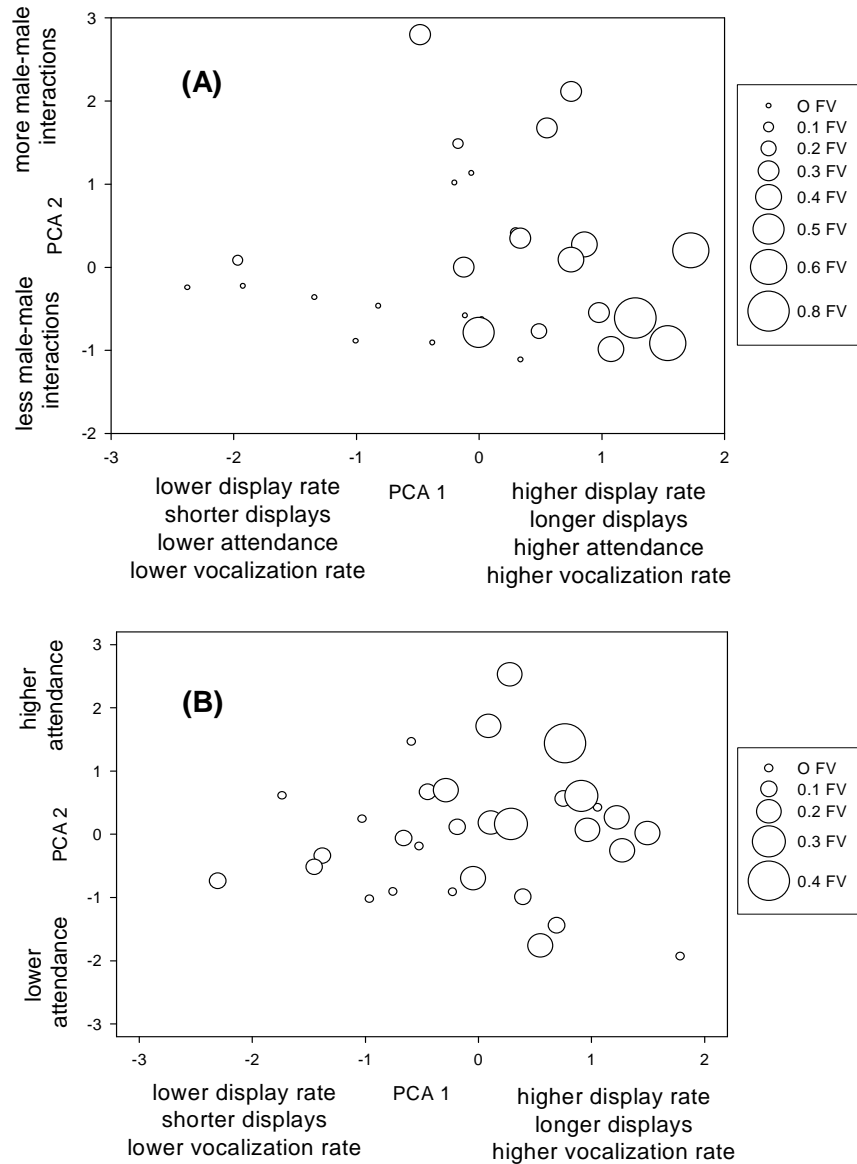 3
2
1
0
-1
-2
more male-male
interactions
PCA 2
less male-male
interactions
(A)
O FV
0.1 FV
0.2 FV
0.3 FV
0.4 FV
0.5 FV
0.6 FV
0.8 FV
-3 -2 -1 0 1 2
PCA 1
lower display rate
shorter displays
lower attendance
lower vocalization rate
higher display rate
longer displays
higher attendance
higher vocalization rate
3
2
1
0
-1
-2
-3
higher
attendance
PCA 2
lower
attendance
(B)
O FV
0.1 FV
0.2 FV
0.3 FV
0.4 FV
-3 -2 -1 0 1 2
PCA 1
lower display rate
shorter displays
lower vocalization rate
higher display rate
longer displays
higher vocalization rate